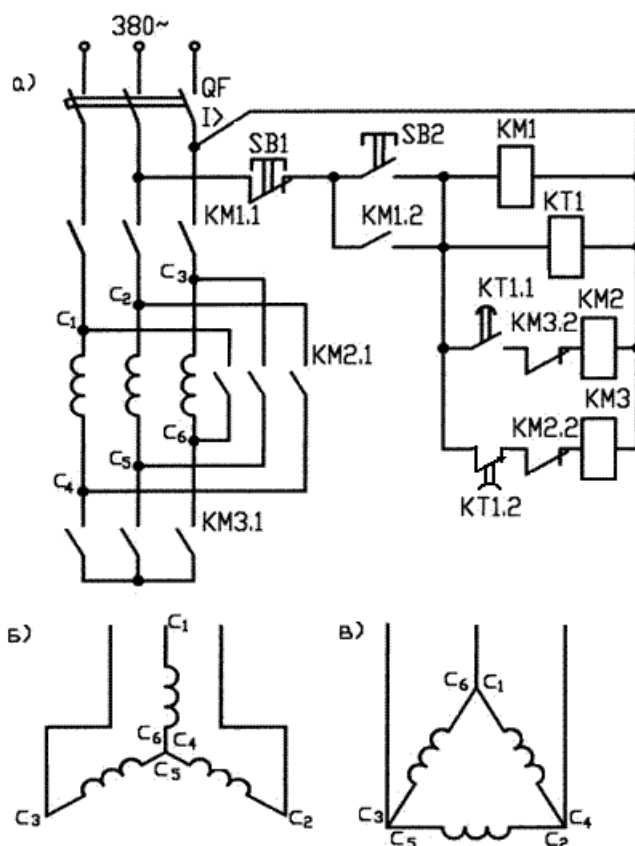 380~
а)
QF
I>
SB1
SB2
KM1
KM1.1
KM1.2
KT1
C3
C2
C1
KT1.1
KM3.2
KM2
KM2.1
KM3
KM2.2
C6
C5
C4
KT1.2
KM3.1
Б)
C1
C6
C4
C5
C3
C2
В)
C6
C1
C3
C5
C4
C2